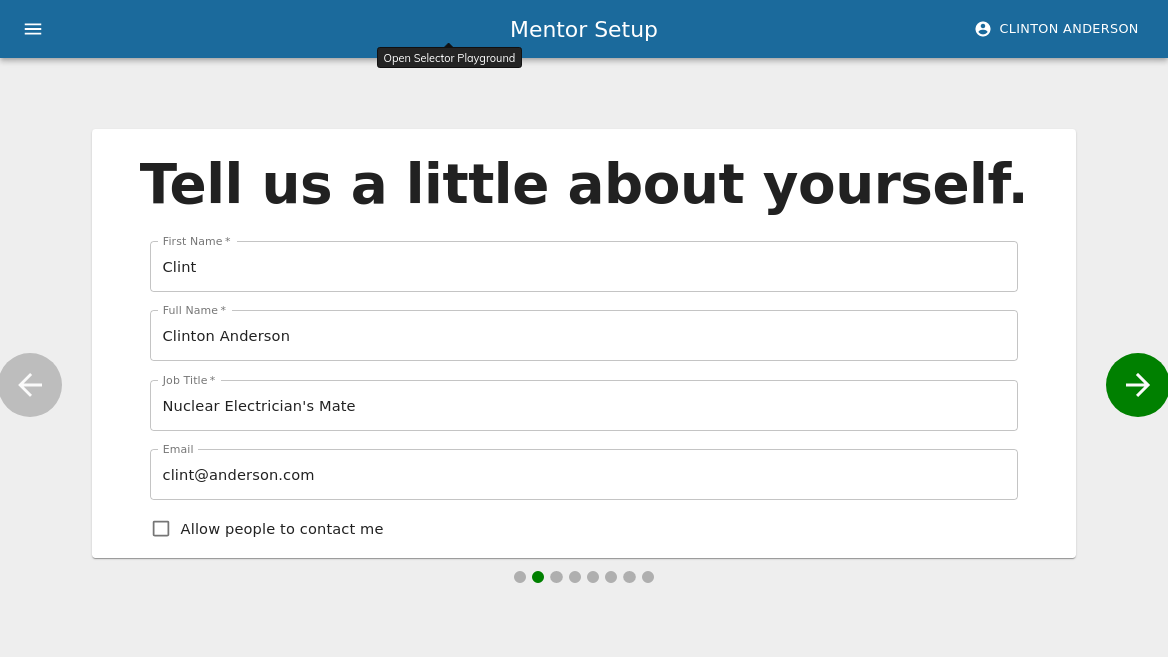 Mentor Setup
CLINTON ANDERSON
Open Selector Playground
Tell us a little about yourself.
First Name *
Clint
Full Name *
Clinton Anderson
Job Title *
Nuclear Electrician's Mate
Email
clint@anderson.com
Allow people to contact me